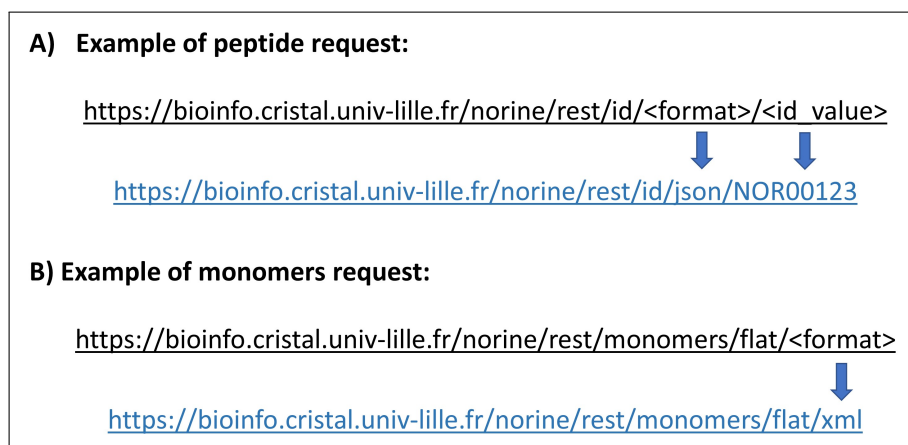 A) Example of peptide request:
https://bioinfo.cristal.univ-lille.fr/norine/rest/id/<format>/<id_value>
https://bioinfo.cristal.univ-lille.fr/norine/rest/id/json/NOR00123
B) Example of monomers request:
https://bioinfo.cristal.univ-lille.fr/norine/rest/monomers/flat/<format>
https://bioinfo.cristal.univ-lille.fr/norine/rest/monomers/flat/xml